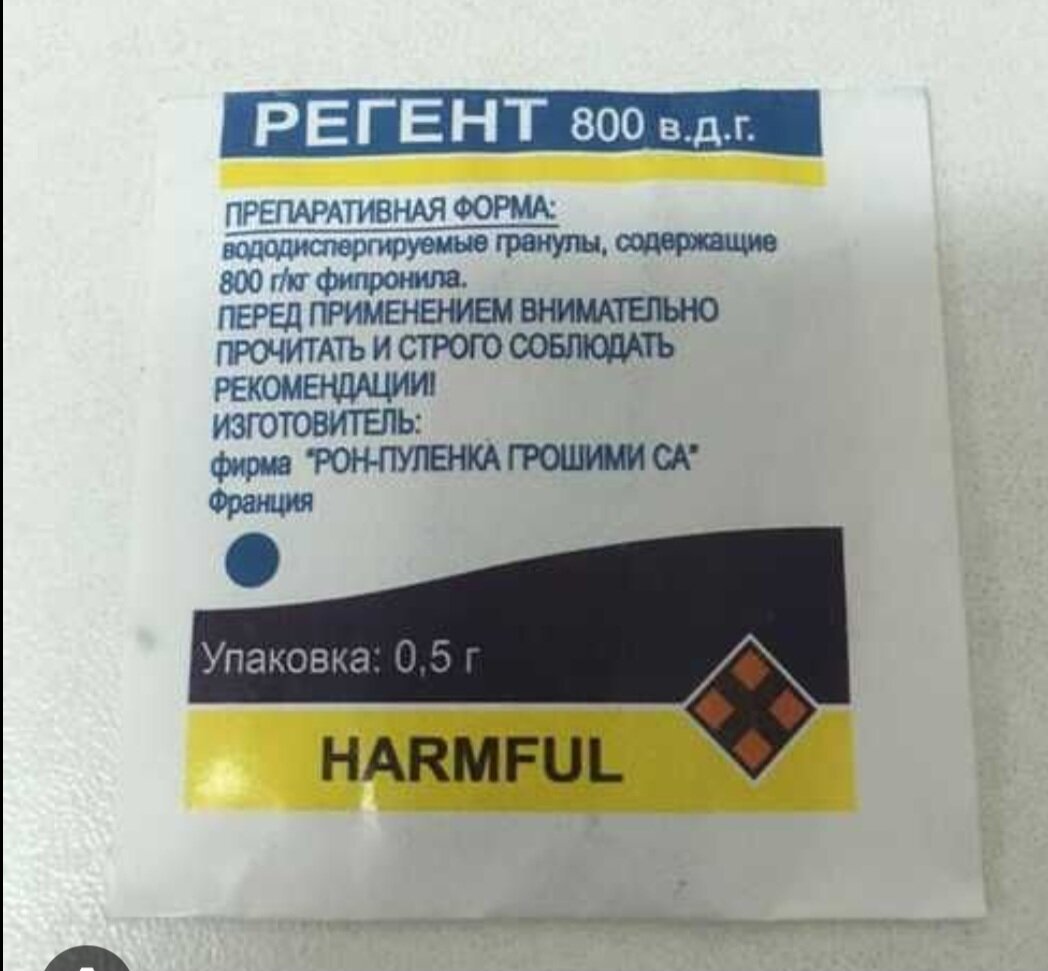 РЕГЕНТ 800 в.д.г.
ПРЕПАРАТИВНАЯ ФОРМА:
вододиспергируемые гранулы, содержащие
800 г/кг фипронила.
ПЕРЕД ПРИМЕНЕНИЕМ ВНИМАТЕЛЬНО
ПРОЧИТАТЬ И СТРОГО СОБЛЮДАТЬ
РЕКОМЕНДАЦИИ!
ИЗГОТОВИТЕЛЬ:
фирма "РОН-ПУЛЕНКА ГРОШИМИ СА"
Франция
Упаковка: 0,5 г
HARMFUL